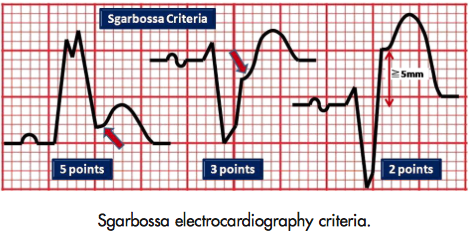 Sgarbossa Criteria
≧5mm
5 points
3 points
2 points
Sgarbossa electrocardiography criteria.